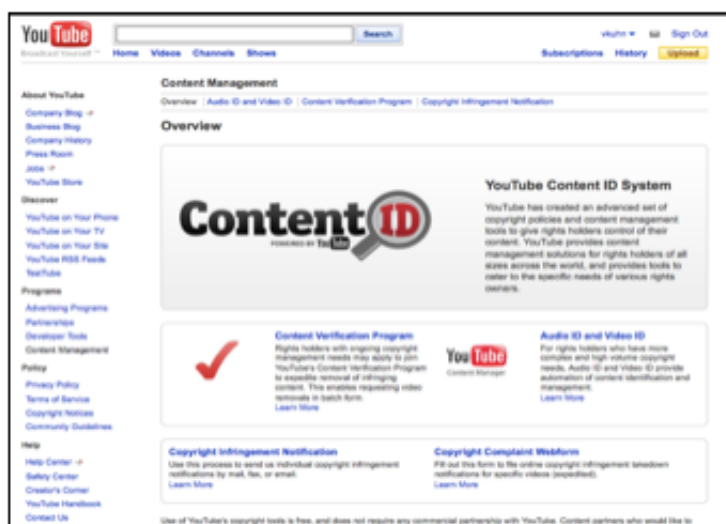 YouTube
Broadcast Yourself ™
Search
vkuhn Sign Out
Home Videos Channels Shows
Subscriptions History Upload
About YouTube
Company Blog
Business Blog
Company History
Press Room
Jobs
YouTube Store
Discover
YouTube on Your Phone
YouTube on Your TV
YouTube on Your Site
YouTube RSS Feeds
TestTube
Programs
Advertising Programs
Partnerships
Developer Tools
Content Management
Policy
Privacy Policy
Terms of Service
Copyright Notices
Community Guidelines
Help
Help Center
Safety Center
Creator's Corner
YouTube Handbook
Contact Us
Content Management
Overview | Audio ID and Video ID | Content Verification Program | Copyright Infringement Notification
Overview
Content ID
POWERED BY YouTube
YouTube Content ID System
YouTube has created an advanced set of
copyright policies and content management
tools to give rights holders control of their
content. YouTube provides content
management solutions for rights holders of all
sizes across the world, and provides tools to
cater to the specific needs of various rights
owners.
Content Verification Program
Rights holders with ongoing copyright
management needs may apply to join
YouTube's Content Verification Program
to expedite removal of infringing
content. This enables requesting video
removals in batch form.
Learn More
YouTube
Content Manager
Audio ID and Video ID
For rights holders who have more
complex and high volume copyright
needs, Audio ID and Video ID provide
automation of content identification and
management.
Learn More
Copyright Infringement Notification
Use this process to send us individual copyright infringement
notifications by mail, fax, or email.
Learn More
Copyright Complaint Webform
Fill out this form to file online copyright infringement takedown
notifications for specific videos (expedited).
Learn More
Use of YouTube's copyright tools is free, and does not require any commercial partnership with YouTube. Content partners who would like to